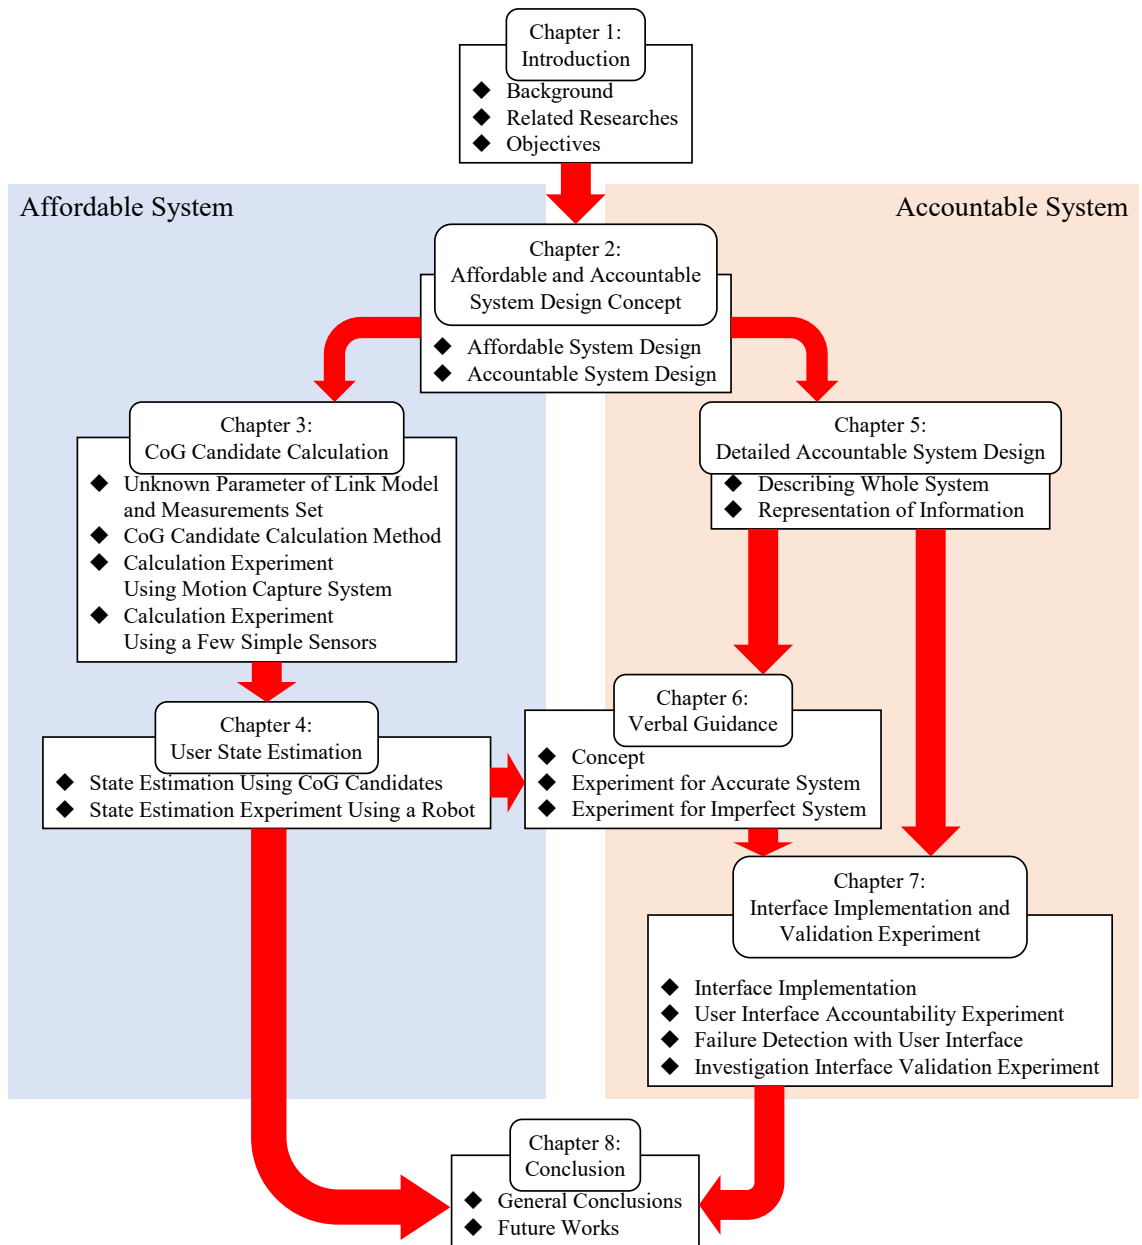 Chapter 1:
Introduction
◆ Background
◆ Related Researches
◆ Objectives
Affordable System
Accountable System
Chapter 2:
Affordable and Accountable
System Design Concept
◆ Affordable System Design
◆ Accountable System Design
Chapter 3:
CoG Candidate Calculation
◆ Unknown Parameter of Link Model
and Measurements Set
◆ CoG Candidate Calculation Method
◆ Calculation Experiment
Using Motion Capture System
◆ Calculation Experiment
Using a Few Simple Sensors
Chapter 5:
Detailed Accountable System Design
◆ Describing Whole System
◆ Representation of Information
Chapter 4:
User State Estimation
◆ State Estimation Using CoG Candidates
◆ State Estimation Experiment Using a Robot
Chapter 6:
Verbal Guidance
◆ Concept
◆ Experiment for Accurate System
◆ Experiment for Imperfect System
Chapter 7:
Interface Implementation and
Validation Experiment
◆ Interface Implementation
◆ User Interface Accountability Experiment
◆ Failure Detection with User Interface
◆ Investigation Interface Validation Experiment
Chapter 8:
Conclusion
◆ General Conclusions
◆ Future Works